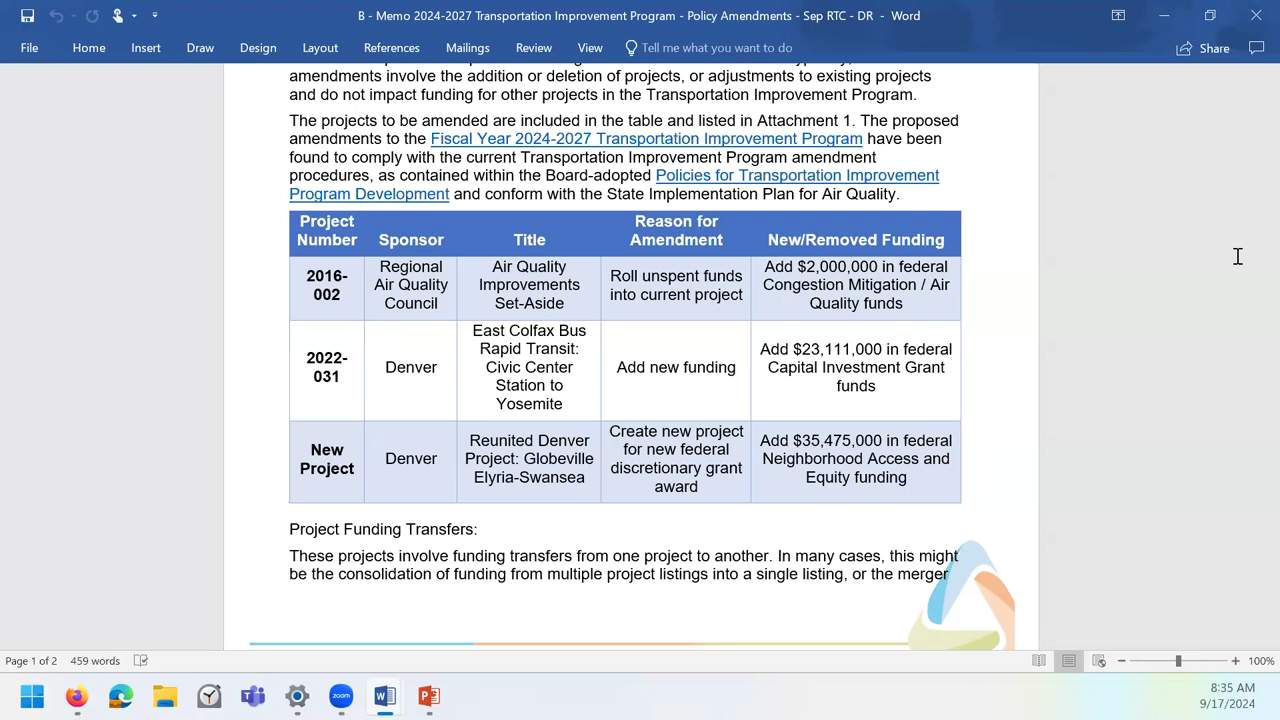 B - Memo 2024-2027 Transportation Improvement Program - Policy Amendments - Sep RTC - DR - Word
File Home Insert Draw Design Layout References Mailings Review View Tell me what you want to do Share
amendments involve the addition or deletion of projects, or adjustments to existing projects
and do not impact funding for other projects in the Transportation Improvement Program.
The projects to be amended are included in the table and listed in Attachment 1. The proposed
amendments to the Fiscal Year 2024-2027 Transportation Improvement Program have been
found to comply with the current Transportation Improvement Program amendment
procedures, as contained within the Board-adopted Policies for Transportation Improvement
Program Development and conform with the State Implementation Plan for Air Quality.
Project
Number
Sponsor
Title
Reason for
Amendment
New/Removed Funding
2016-
002
Regional
Air Quality
Council
Air Quality
Improvements
Set-Aside
Roll unspent funds
into current project
Add $2,000,000 in federal
Congestion Mitigation / Air
Quality funds
2022-
031
Denver
East Colfax Bus
Rapid Transit:
Civic Center
Station to
Yosemite
Add new funding
Add $23,111,000 in federal
Capital Investment Grant
funds
New
Project
Denver
Reunited Denver
Project: Globeville
Elyria-Swansea
Create new project
for new federal
discretionary grant
award
Add $35,475,000 in federal
Neighborhood Access and
Equity funding
Project Funding Transfers:
These projects involve funding transfers from one project to another. In many cases, this might
be the consolidation of funding from multiple project listings into a single listing, or the merger
Page 1 of 2 459 words 100%
zoom
8:35 AM
9/17/2024